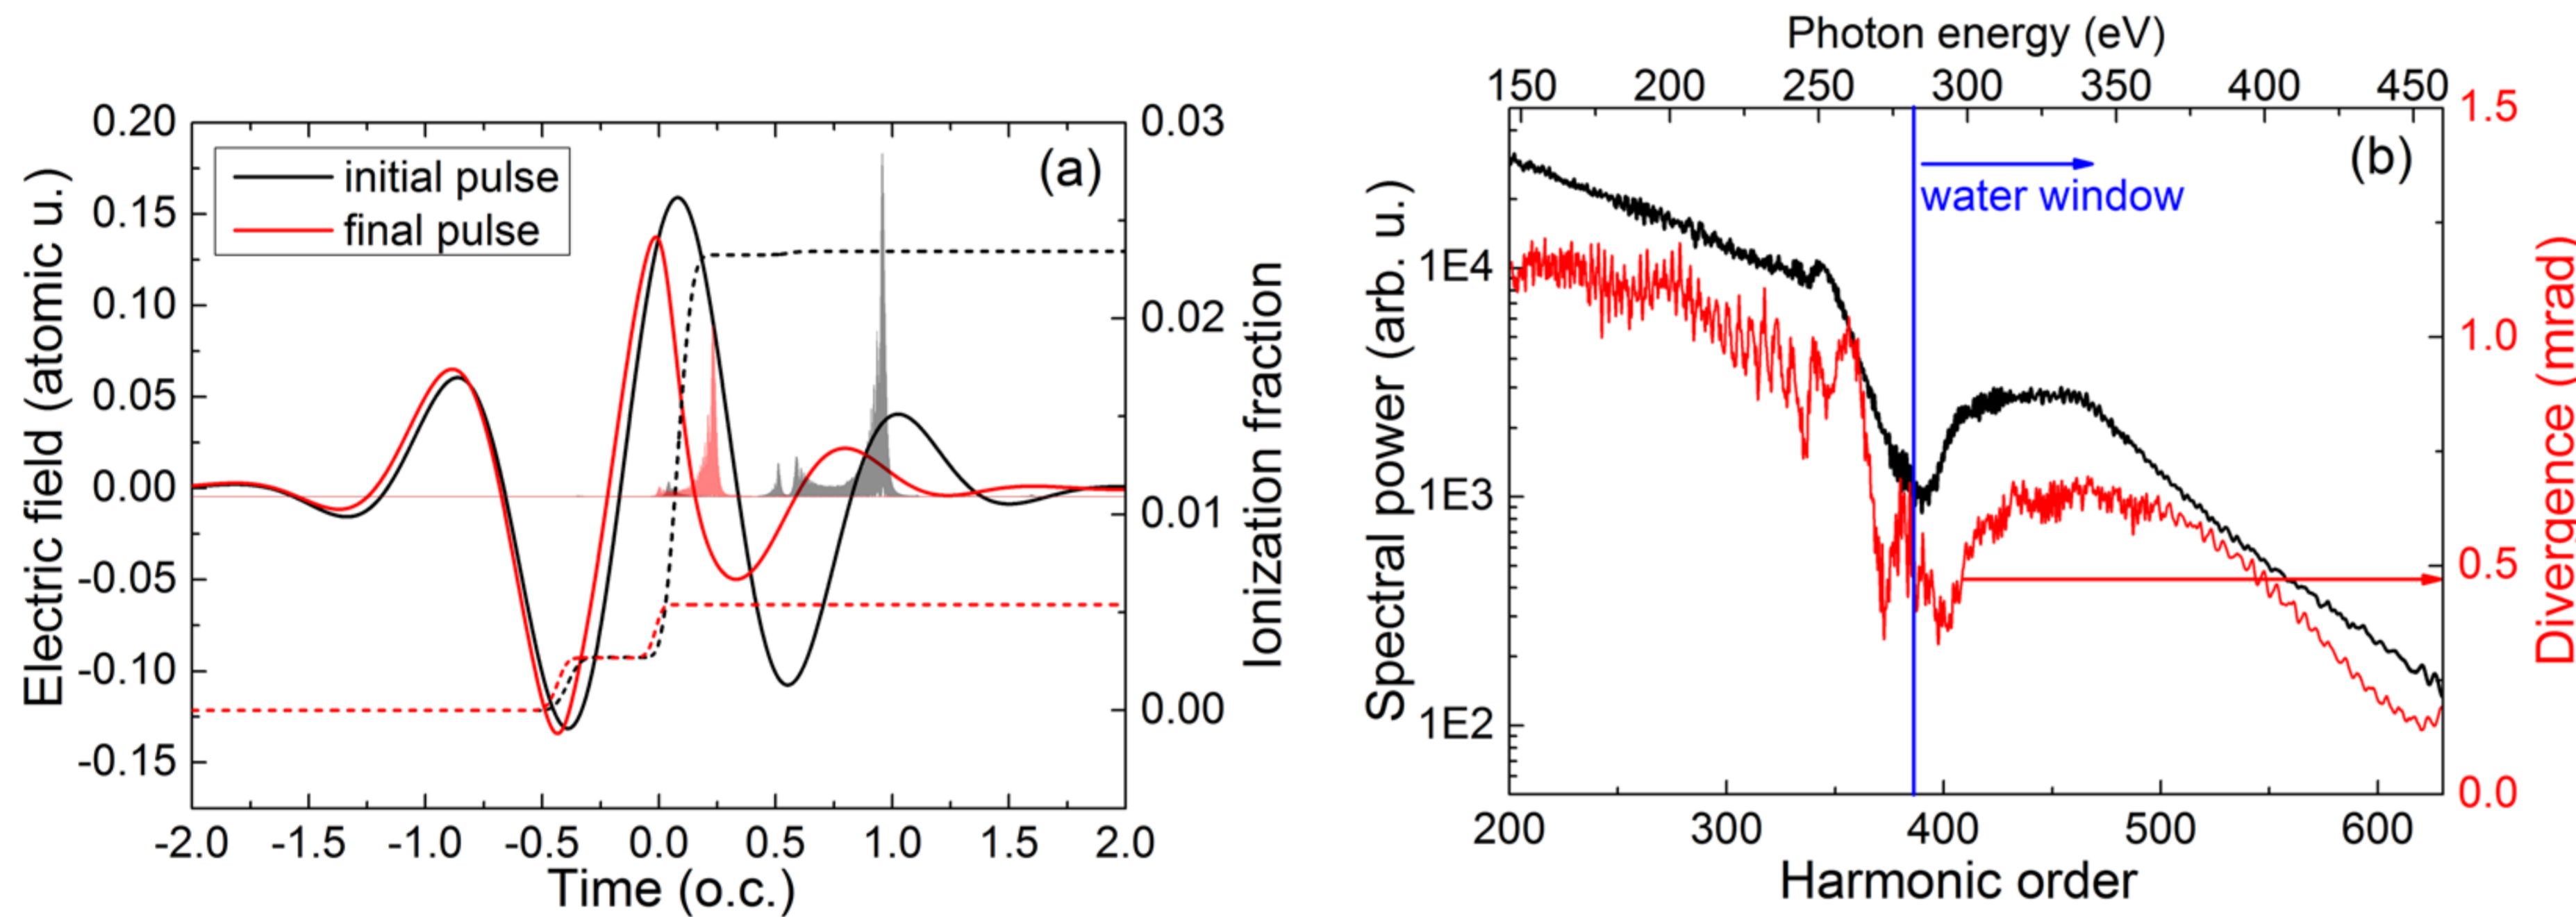 0.20
0.15
0.10
0.05
0.00
-0.05
-0.10
-0.15
Electric field (atomic u.)
initial pulse
final pulse
(a)
0.03
0.02
0.01
0.00
Ionization fraction
-2.0 -1.5 -1.0 -0.5 0.0 0.5 1.0 1.5 2.0
Time (o.c.)
Photon energy (eV)
150 200 250 300 350 400 450
Spectral power (arb. u.)
1E4
1E3
1E2
(b)
water window
1.5
1.0
0.5
0.0
Divergence (mrad)
200 300 400 500 600
Harmonic order